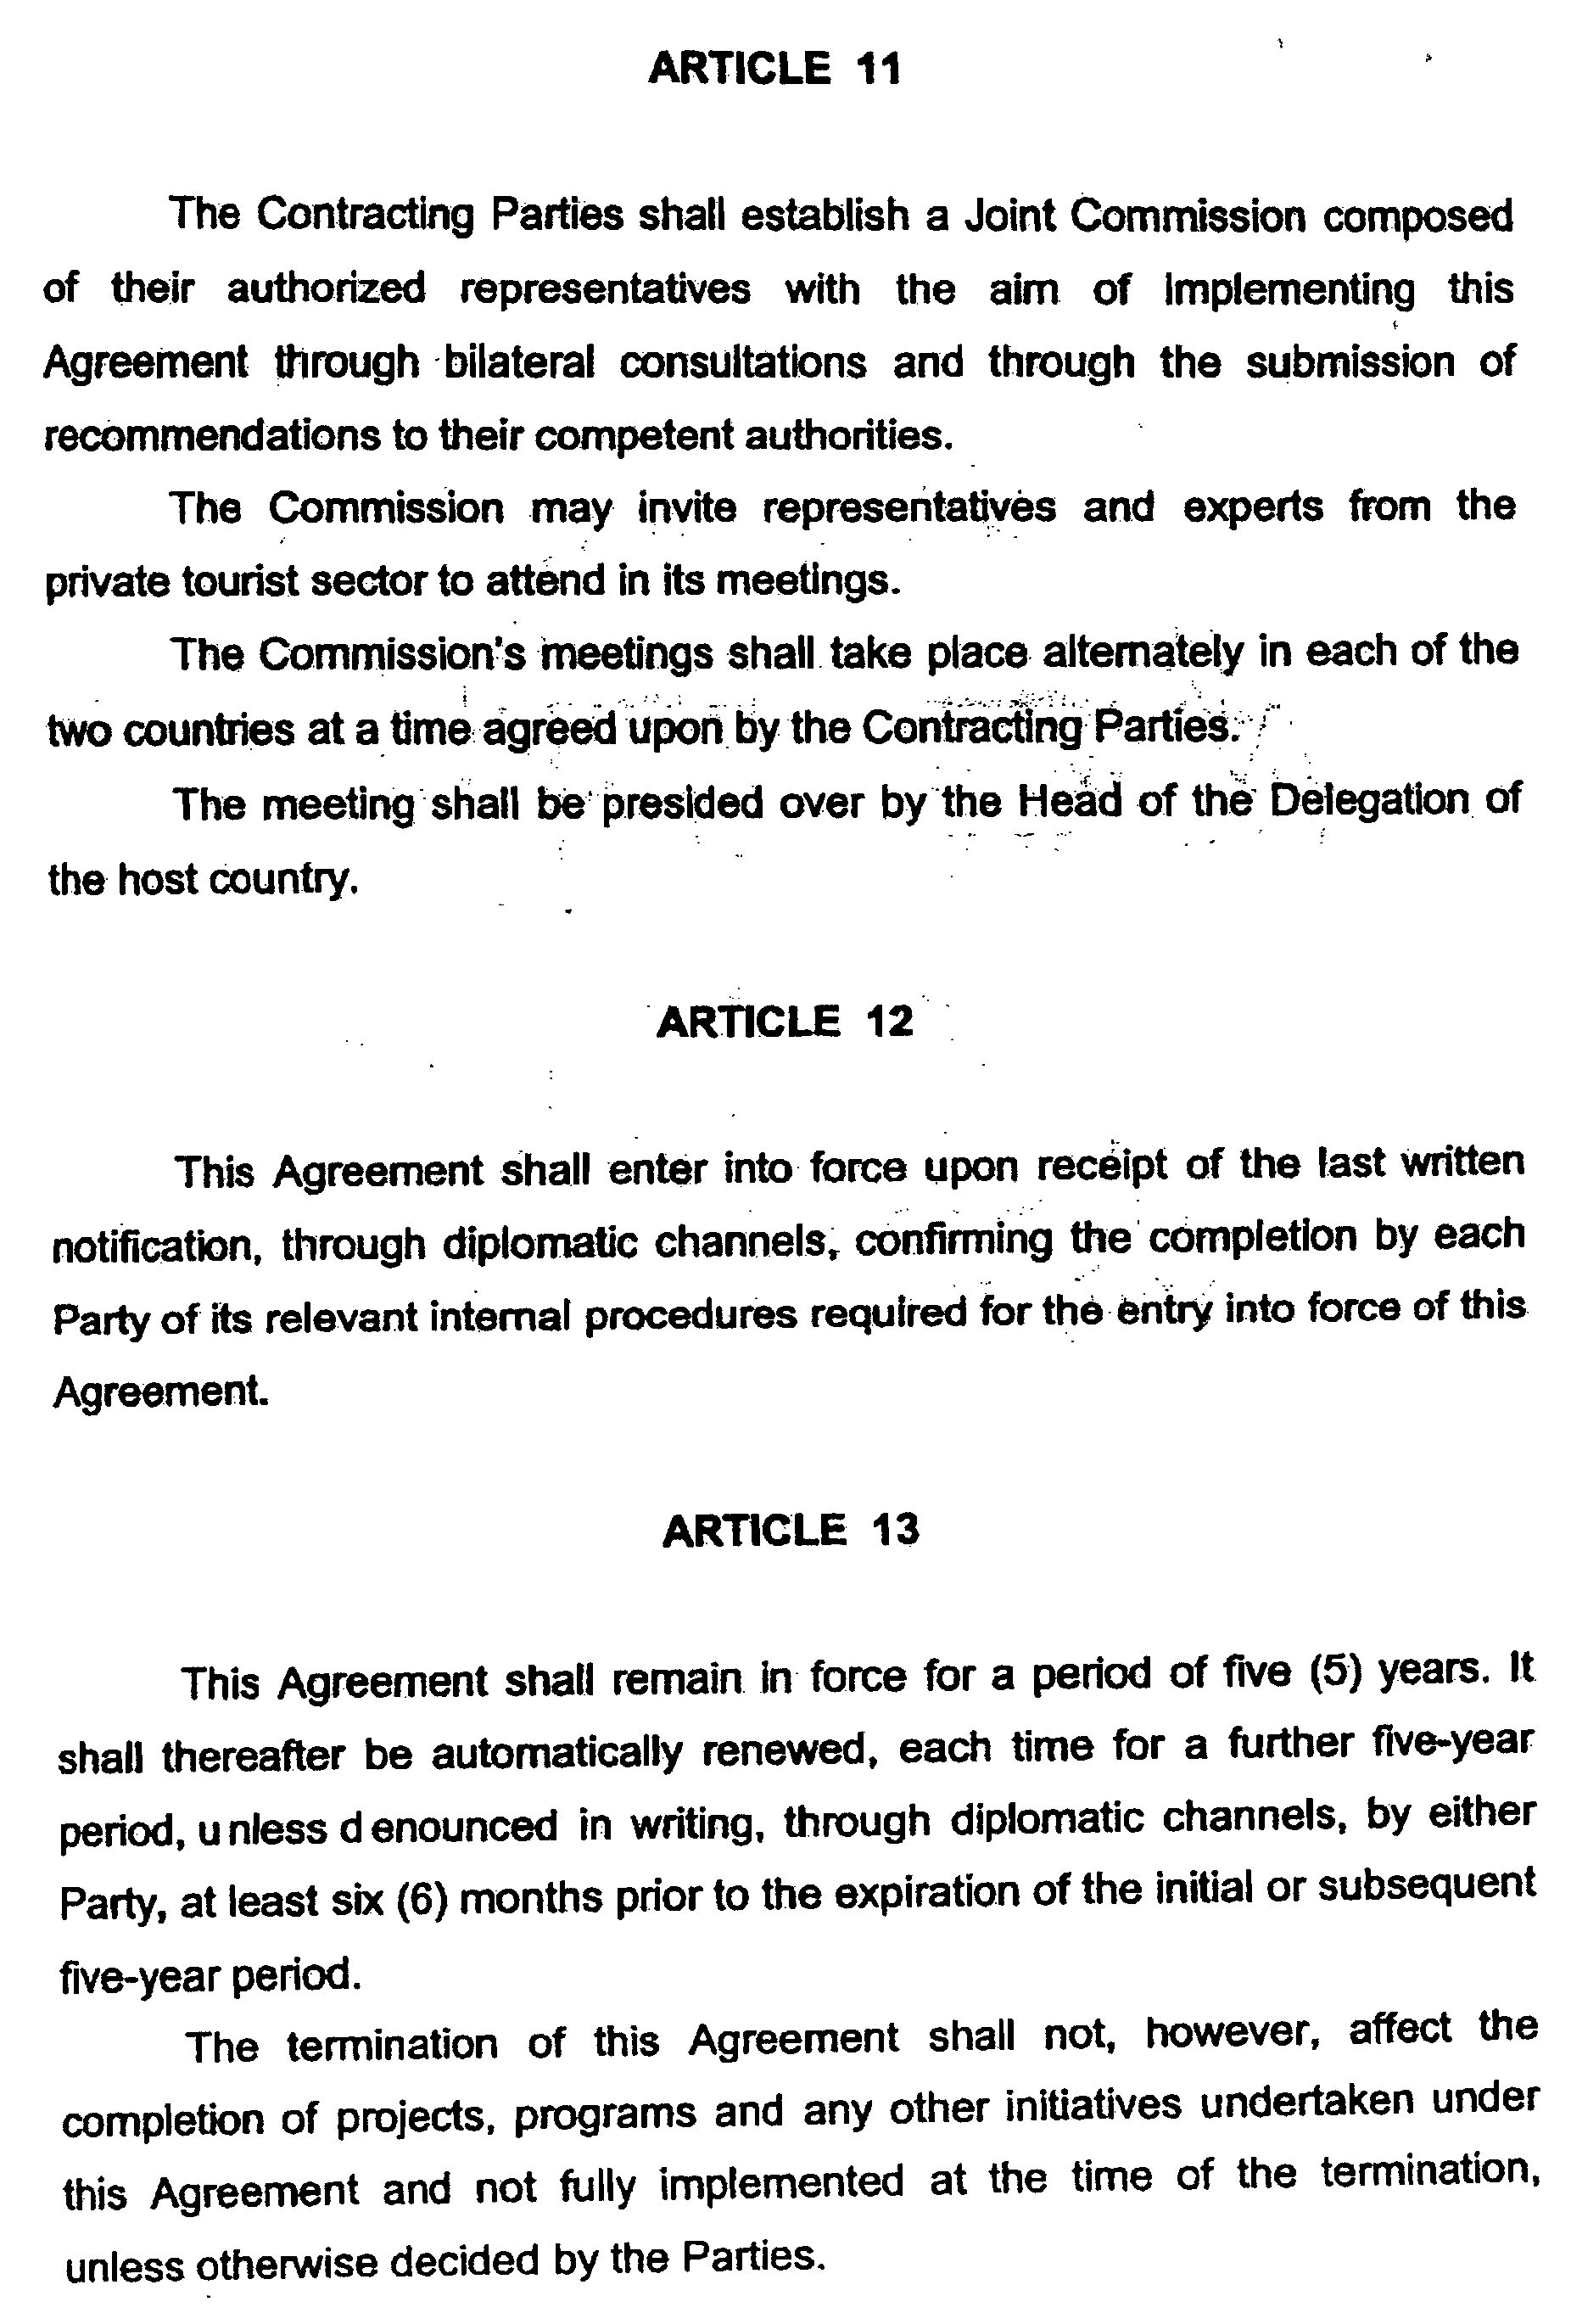 ARTICLE 11
The Contracting Parties shall establish a Joint Commission composed
of their authorized representatives with the aim of implementing this
Agreement through bilateral consultations and through the submission of
recommendations to their competent authorities.
The Commission may invite representatives and experts from the
private tourist sector to attend in its meetings.
The Commission's meetings shall take place alternately in each of the
two countries at a time agreed upon by the Contracting Parties.
The meeting shall be presided over by the Head of the Delegation of
the host country.
ARTICLE 12
This Agreement shall enter into force upon receipt of the last written
notification, through diplomatic channels, confirming the completion by each
Party of its relevant internal procedures required for the entry into force of this
Agreement.
ARTICLE 13
This Agreement shall remain in force for a period of five (5) years. It
shall thereafter be automatically renewed, each time for a further five-year
period, unless denounced in writing, through diplomatic channels, by either
Party, at least six (6) months prior to the expiration of the initial or subsequent
five-year period.
The termination of this Agreement shall not, however, affect the
completion of projects, programs and any other initiatives undertaken under
this Agreement and not fully implemented at the time of the termination,
unless otherwise decided by the Parties.